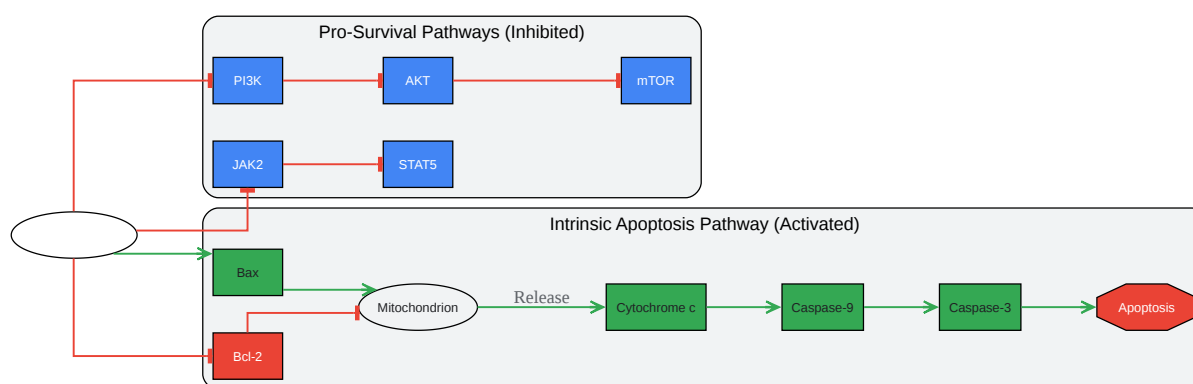 Pro-Survival Pathways (Inhibited)
PI3K
AKT
mTOR
JAK2
STAT5
Intrinsic Apoptosis Pathway (Activated)
Bax
Mitochondrion
Release
Cytochrome c
Caspase-9
Caspase-3
Apoptosis
Bcl-2